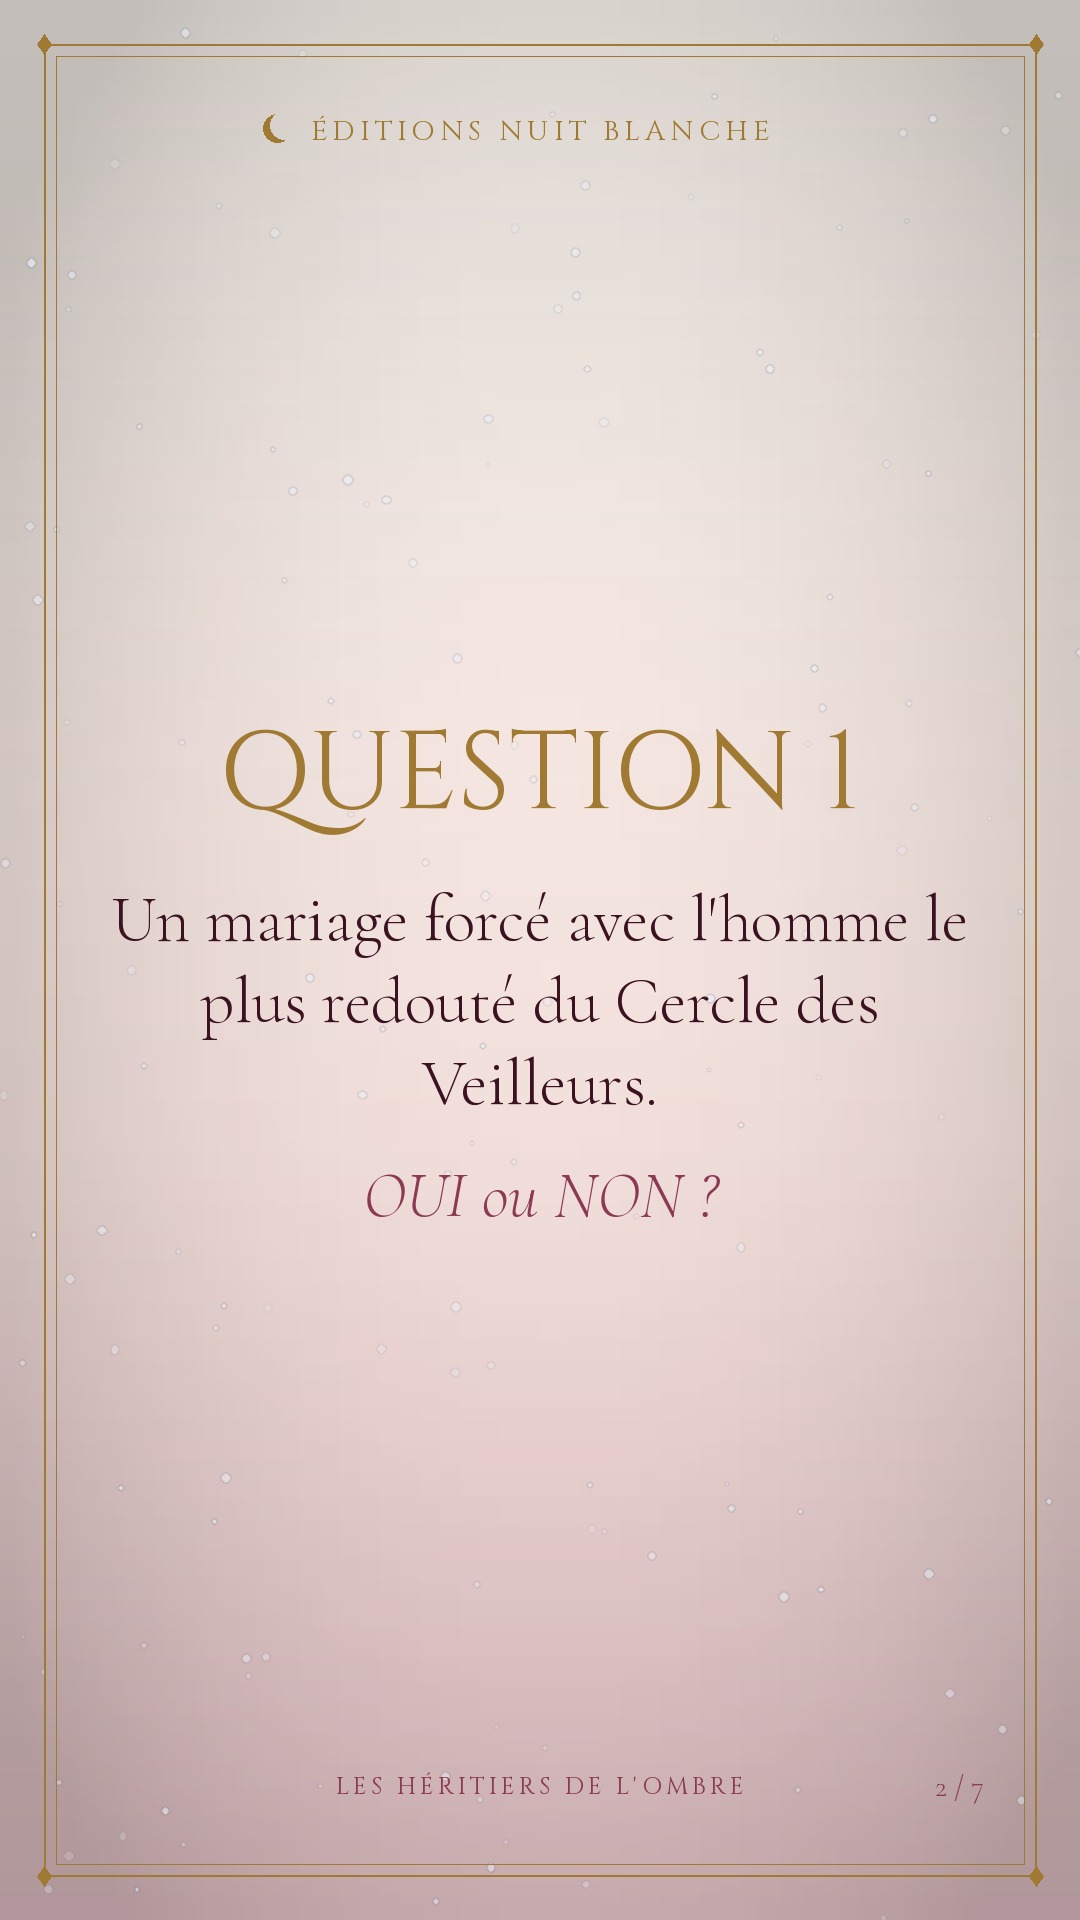 ÉDITIONS NUIT BLANCHE
QUESTION 1
Un mariage forcé avec l'homme le
plus redouté du Cercle des
Veilleurs.
OUI ou NON ?
LES HÉRITIERS DE L'OMBRE
2 / 7